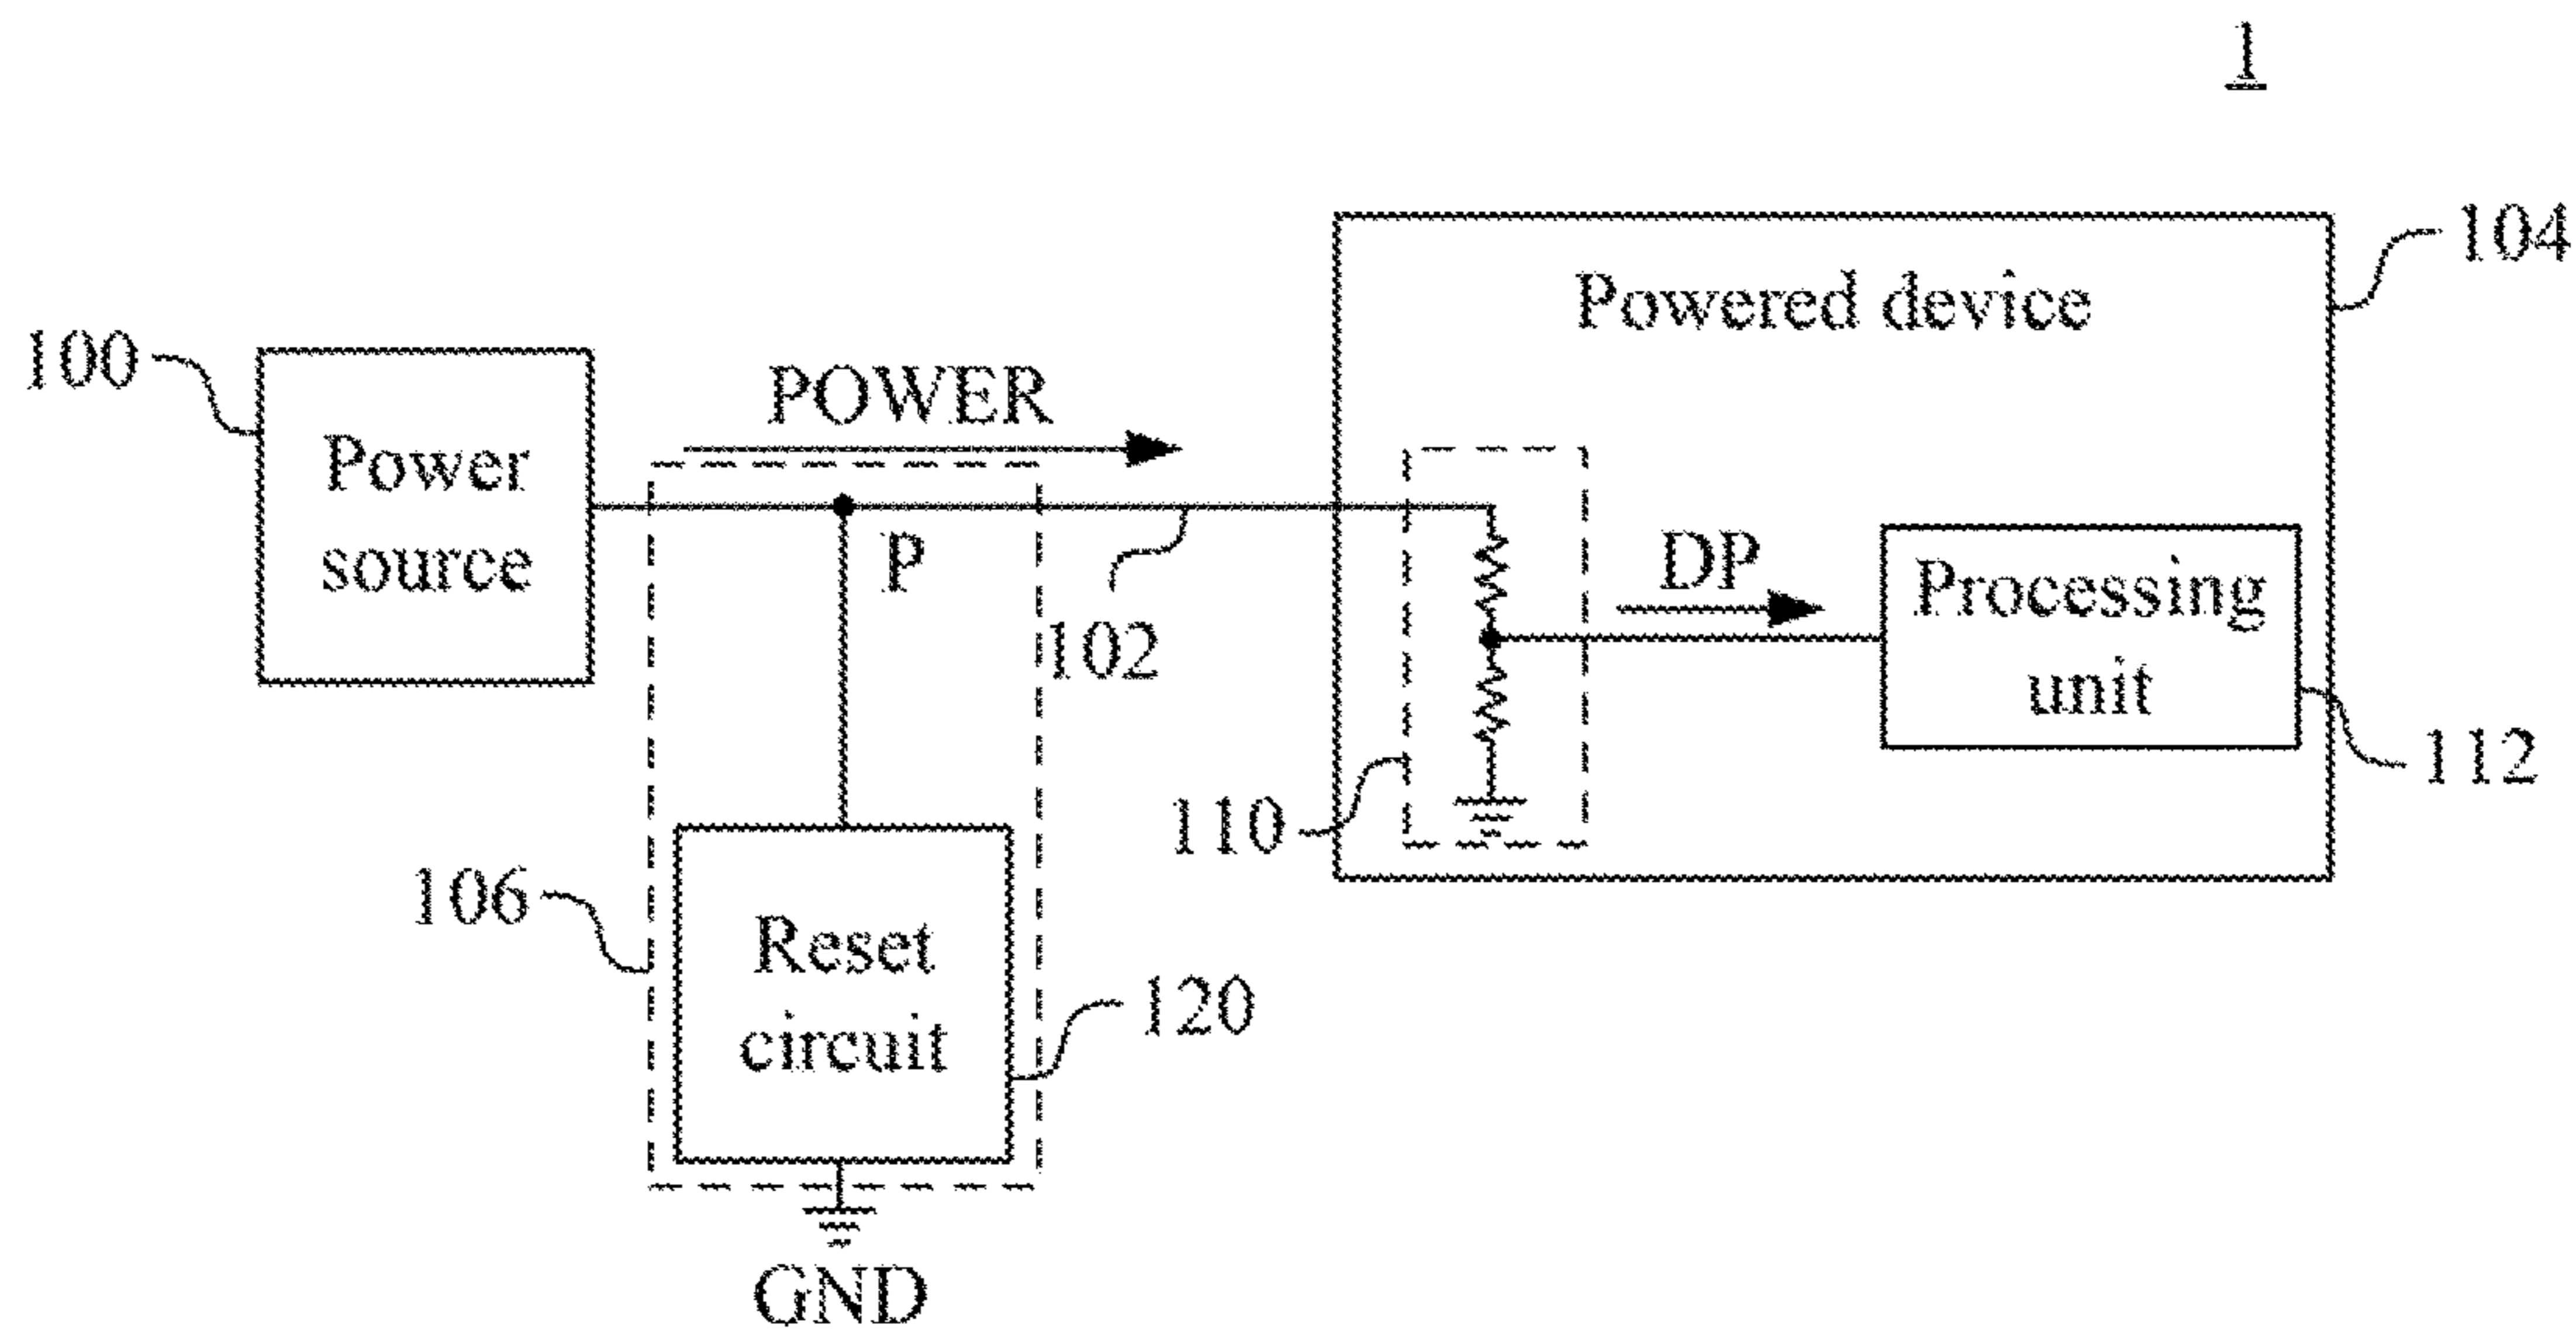 1
104
Powered device
100
POWER
Power
source
P
102
DP
Processing
unit
110
112
106
Reset
circuit
120
GND